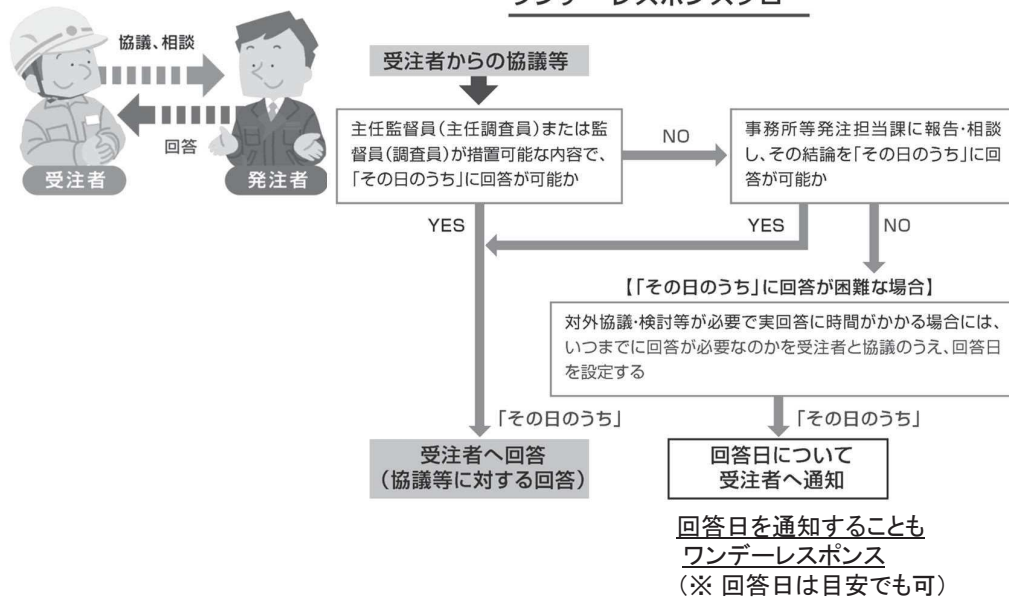 ワンデーレスポンスフロー
協議、相談
回答
受注者
発注者
受注者からの協議等
主任監督員(主任調査員)または監
督員(調査員)が措置可能な内容で、
「その日のうち」に回答が可能か
NO
事務所等発注担当課に報告・相談
し、その結論を「その日のうち」に回
答が可能か
YES
YES
NO
【「その日のうち」に回答が困難な場合】
対外協議・検討等が必要で実回答に時間がかかる場合には、
いつまでに回答が必要なのかを受注者と協議のうえ、回答日
を設定する
「その日のうち」
「その日のうち」
受注者へ回答
(協議等に対する回答)
回答日について
受注者へ通知
回答日を通知することも
ワンデーレスポンス
(※ 回答日は目安でも可)